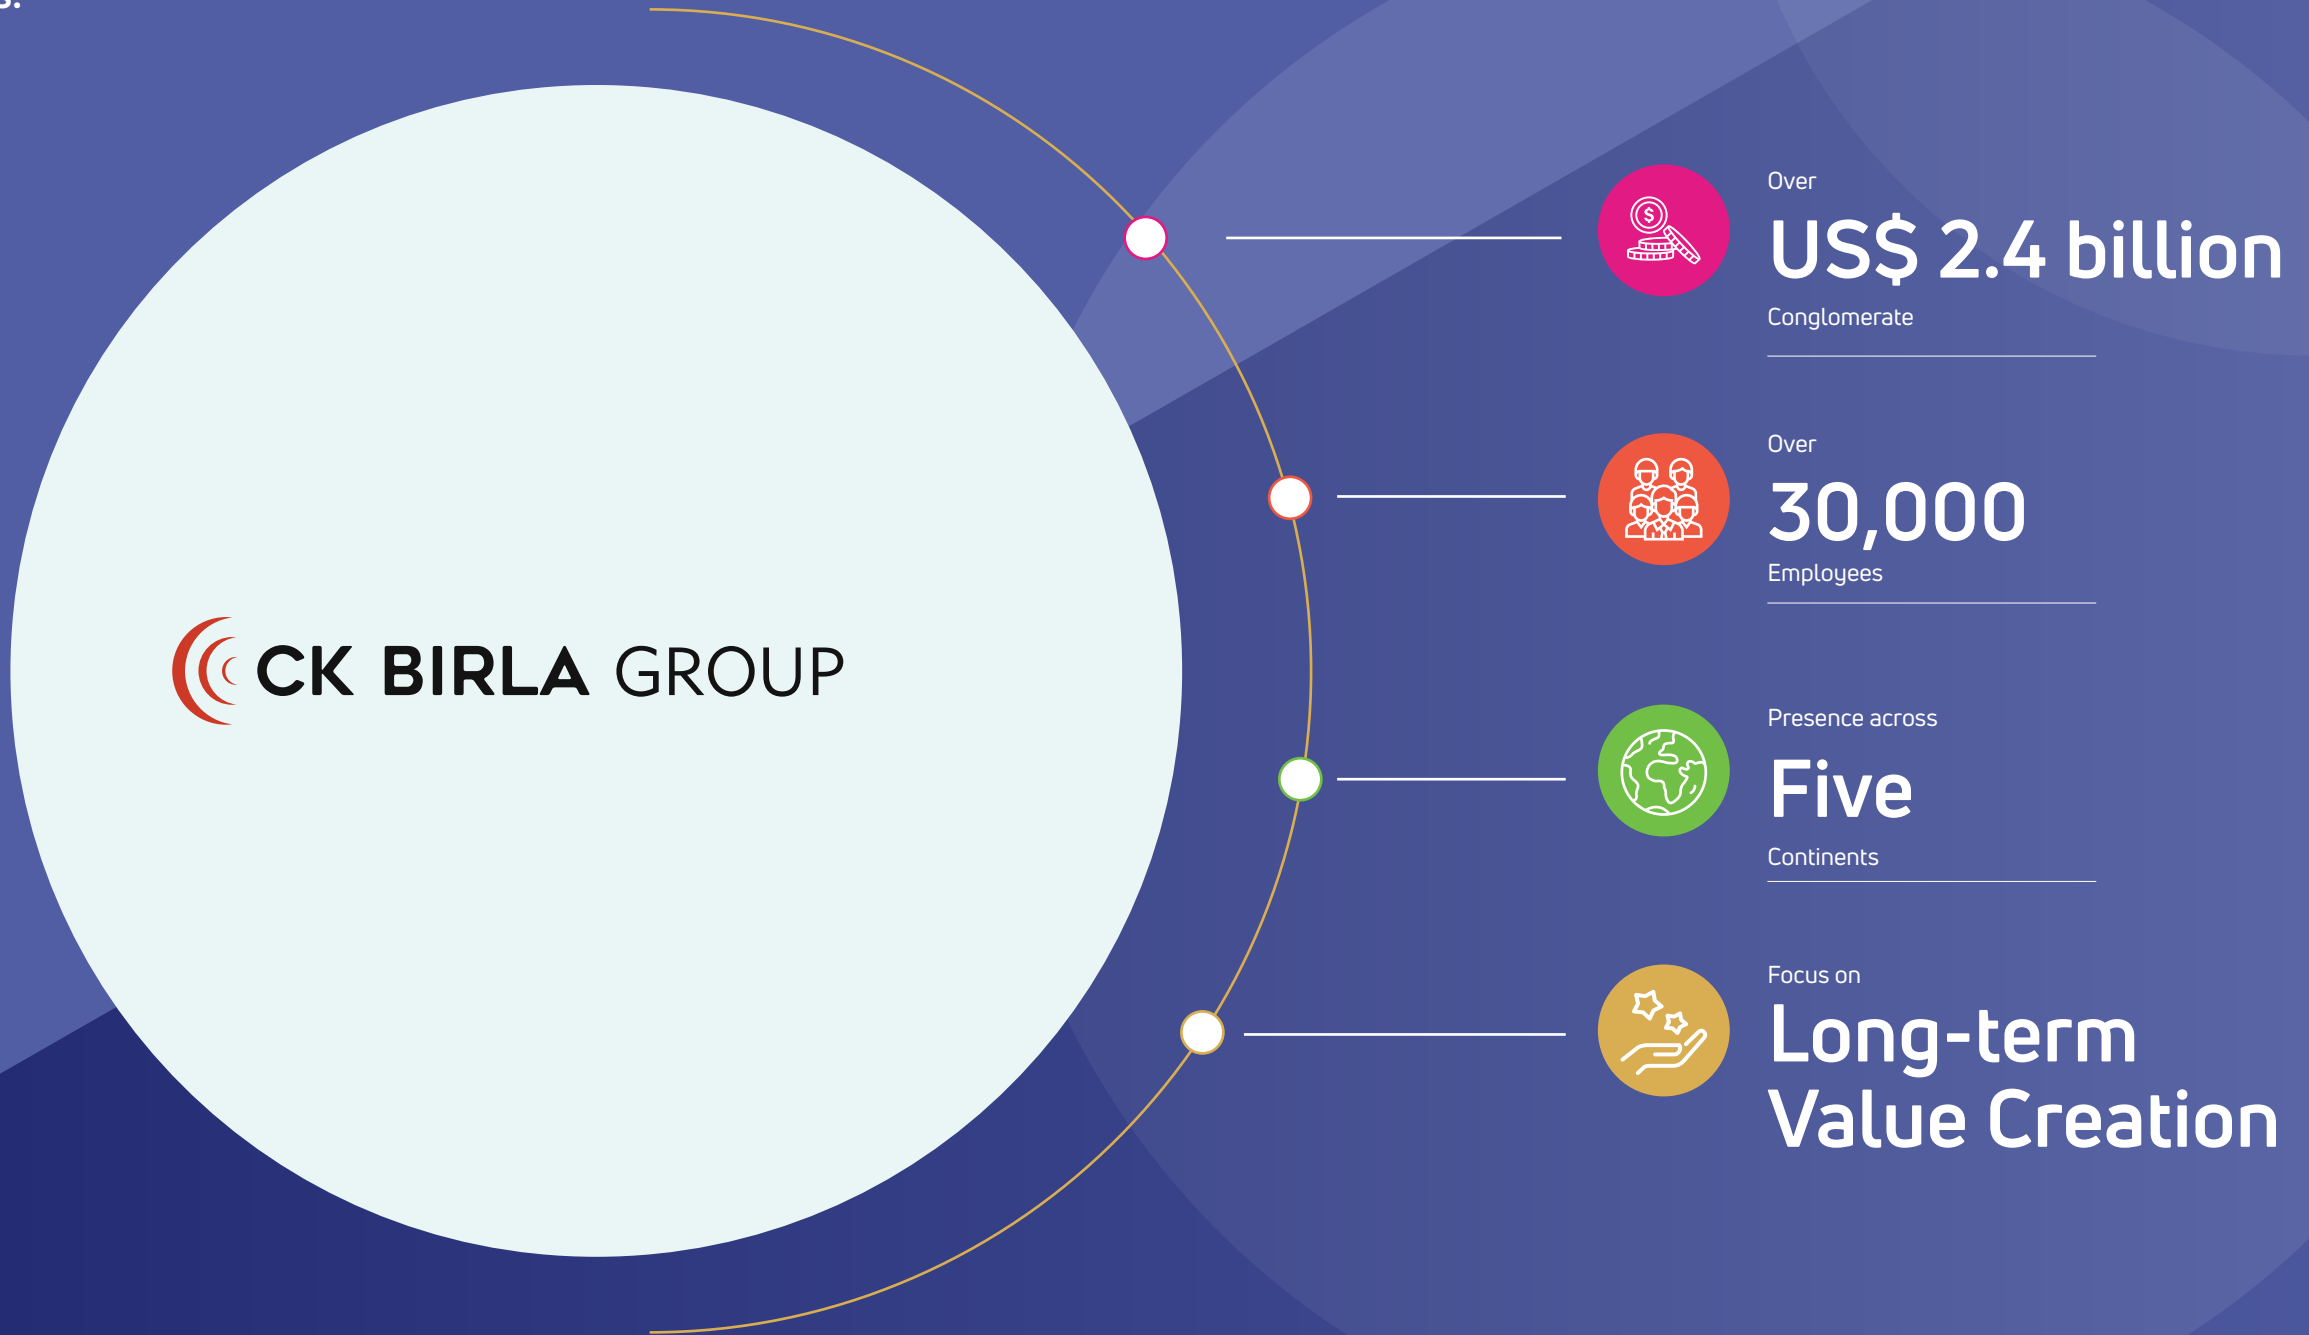 CK BIRLA GROUP
Over
US$ 2.4 billion
Conglomerate
Over
30,000
Employees
Presence across
Five
Continents
Focus on
Long-term
Value Creation